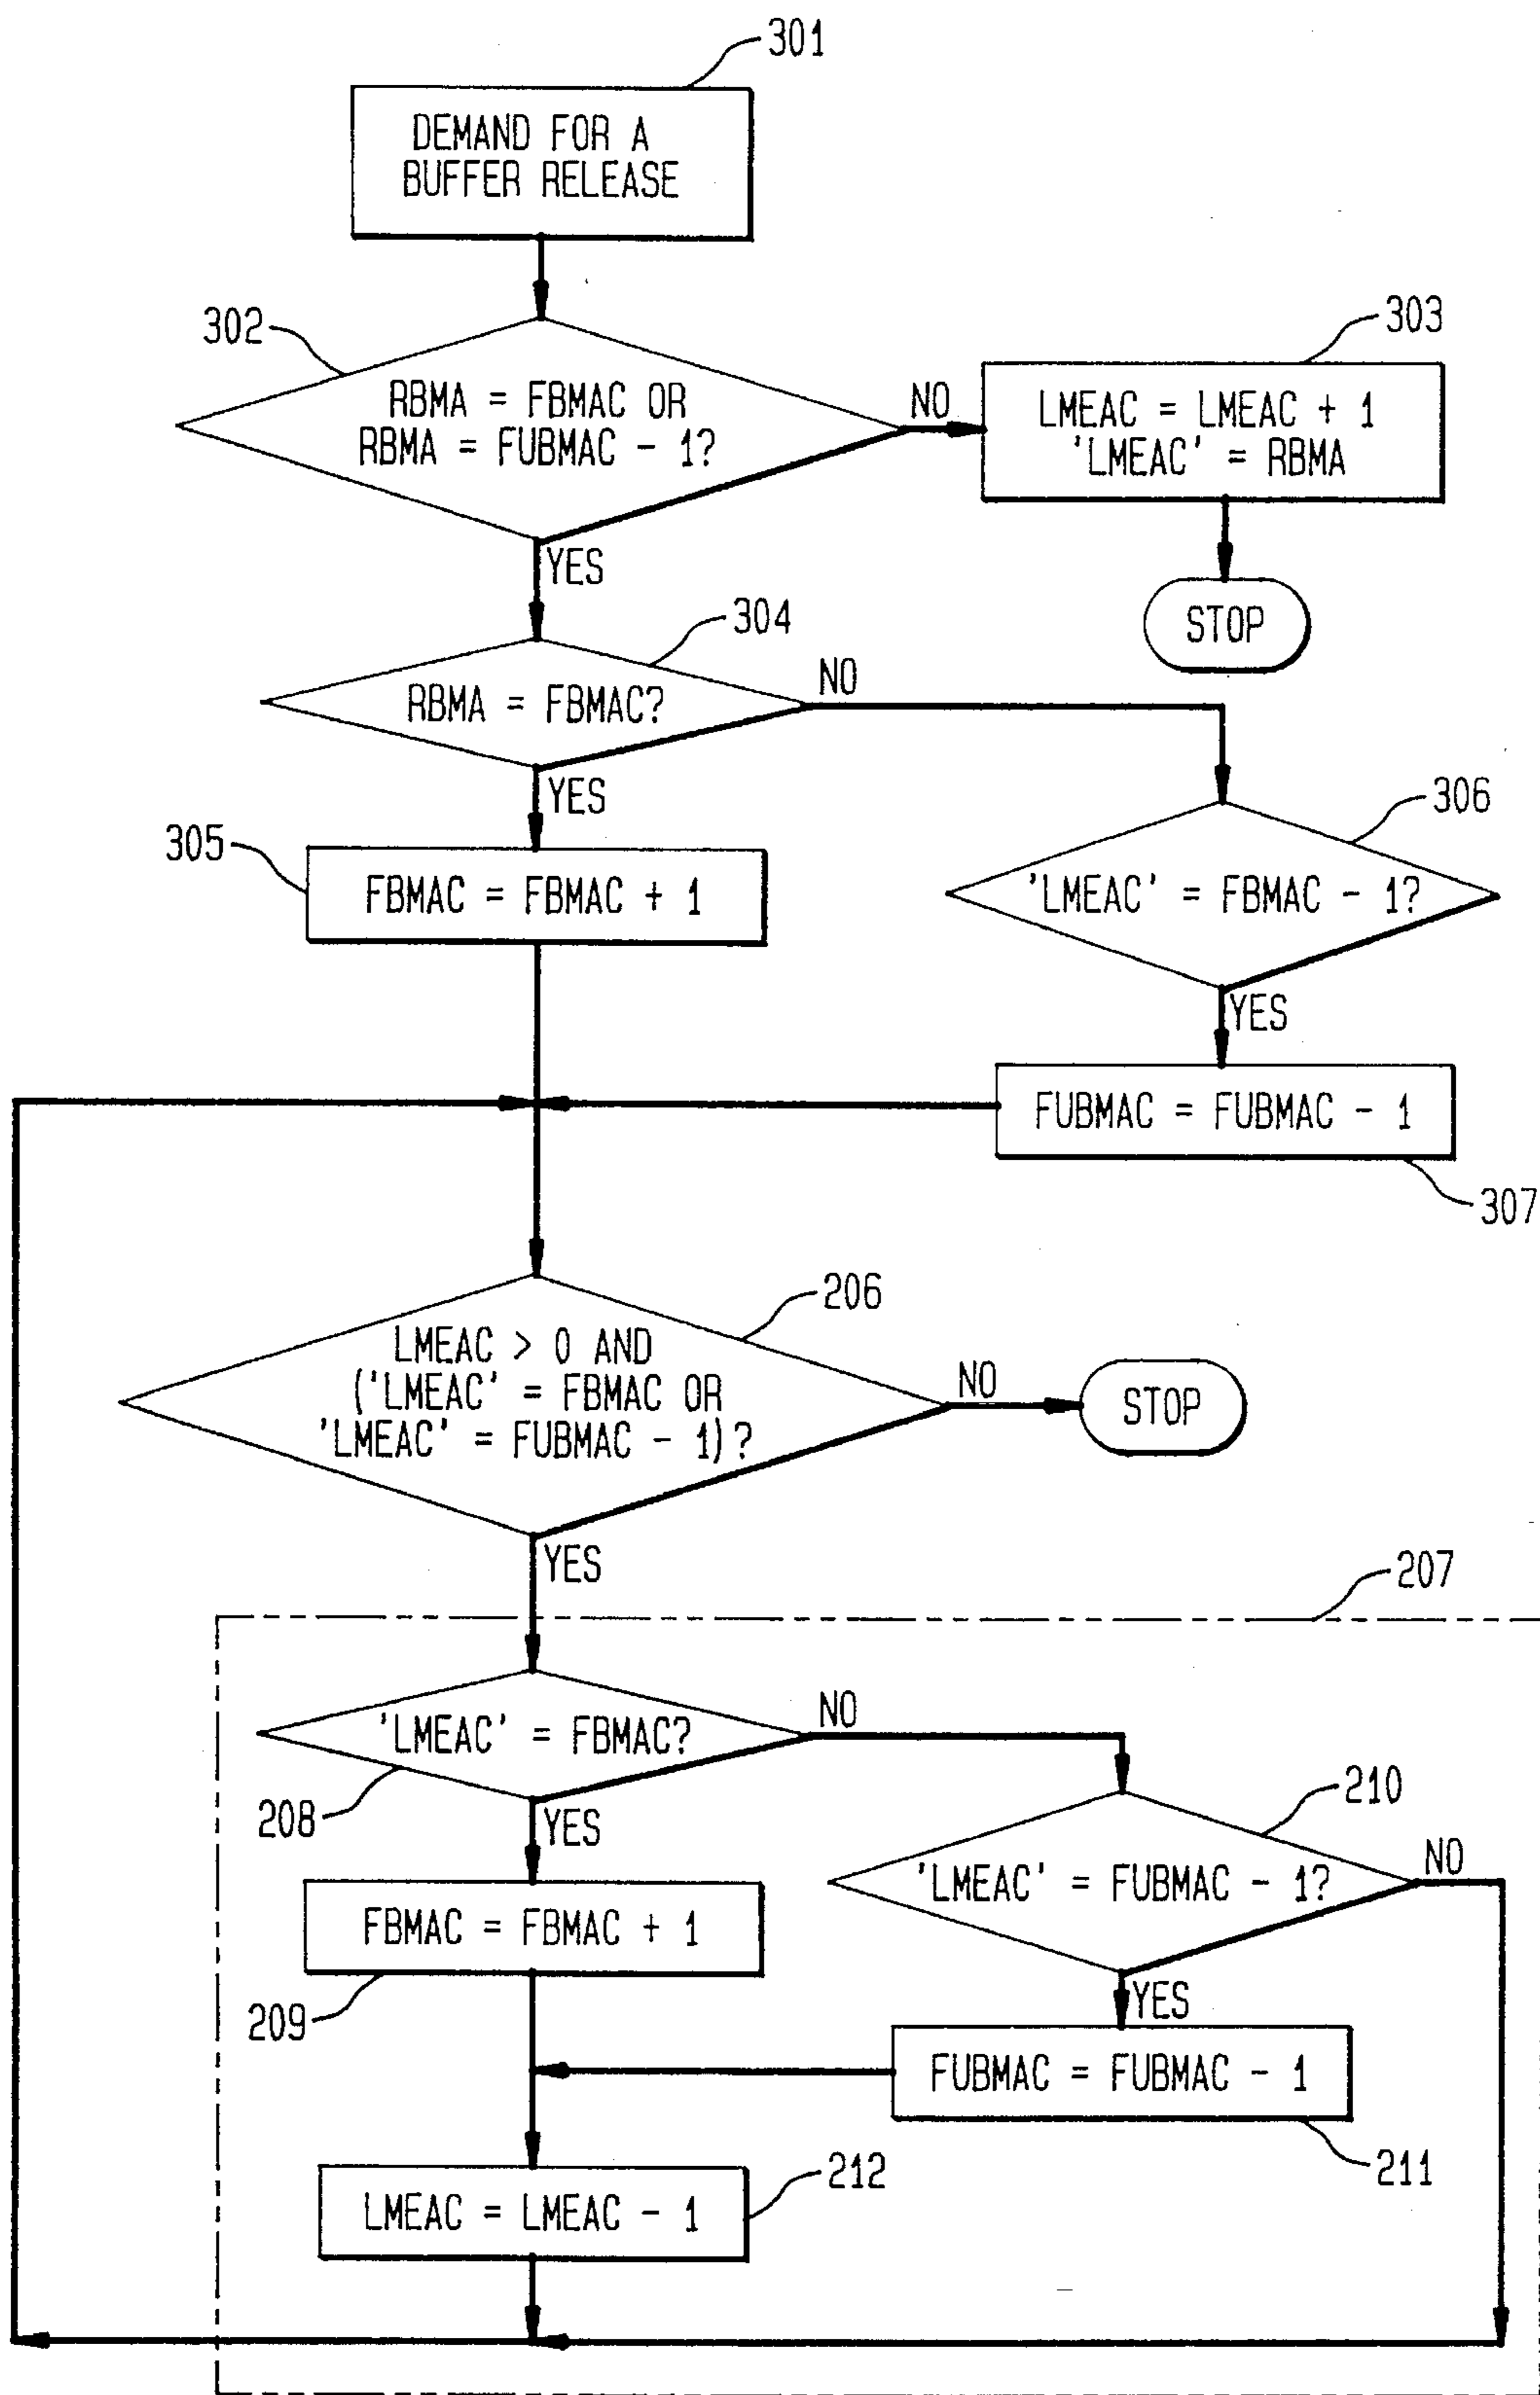 301
DEMAND FOR A
BUFFER RELEASE
302
RBMA = FBMAC OR
RBMA = FUBMAC - 1?
NO
303
LMEAC = LMEAC + 1
'LMEAC' = RBMA
YES
STOP
304
RBMA = FBMAC?
NO
YES
305
FBMAC = FBMAC + 1
306
'LMEAC' = FBMAC - 1?
YES
FUBMAC = FUBMAC - 1
307
206
LMEAC > 0 AND
('LMEAC' = FBMAC OR
'LMEAC' = FUBMAC - 1)?
NO
STOP
YES
207
'LMEAC' = FBMAC?
NO
208
YES
210
'LMEAC' = FUBMAC - 1?
NO
FBMAC = FBMAC + 1
209
YES
FUBMAC = FUBMAC - 1
211
212
LMEAC = LMEAC - 1